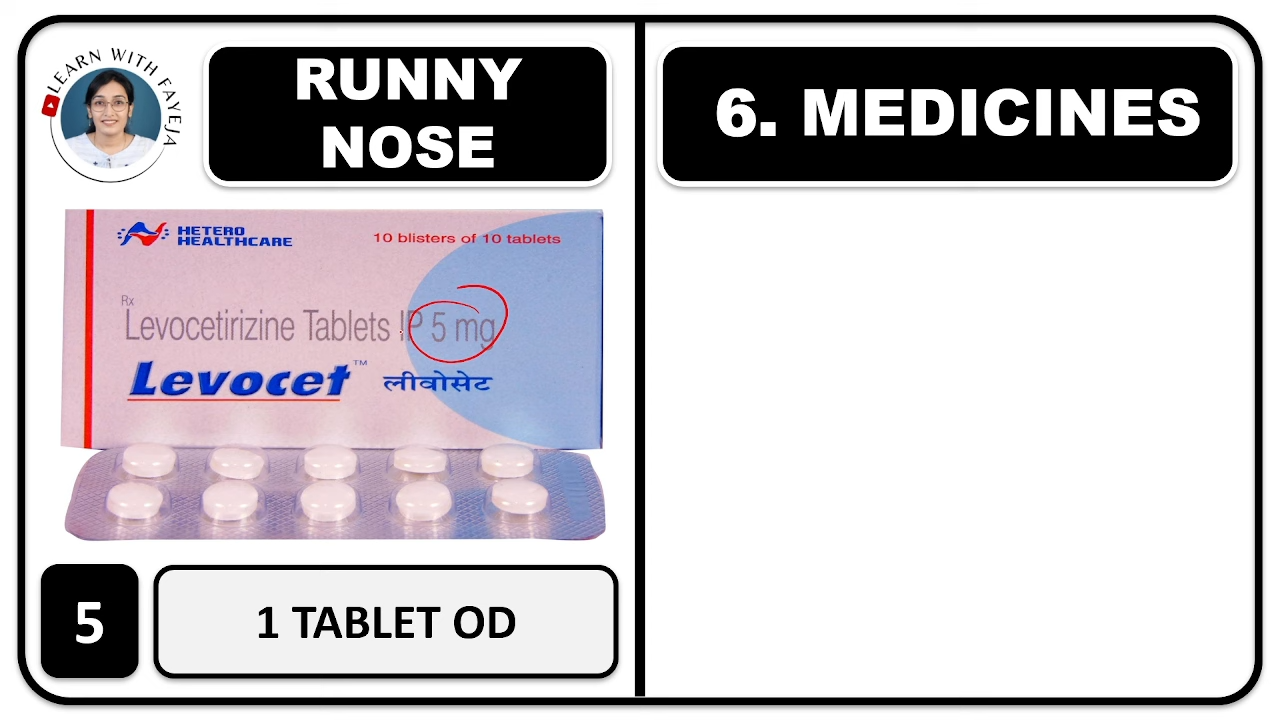 LEARN WITH FAYEJA
RUNNY
NOSE
6. MEDICINES
HETERO
HEALTHCARE
10 blisters of 10 tablets
Rx
Levocetirizine Tablets IP 5 mg
Levocet™ लीवोसेट
5
1 TABLET OD